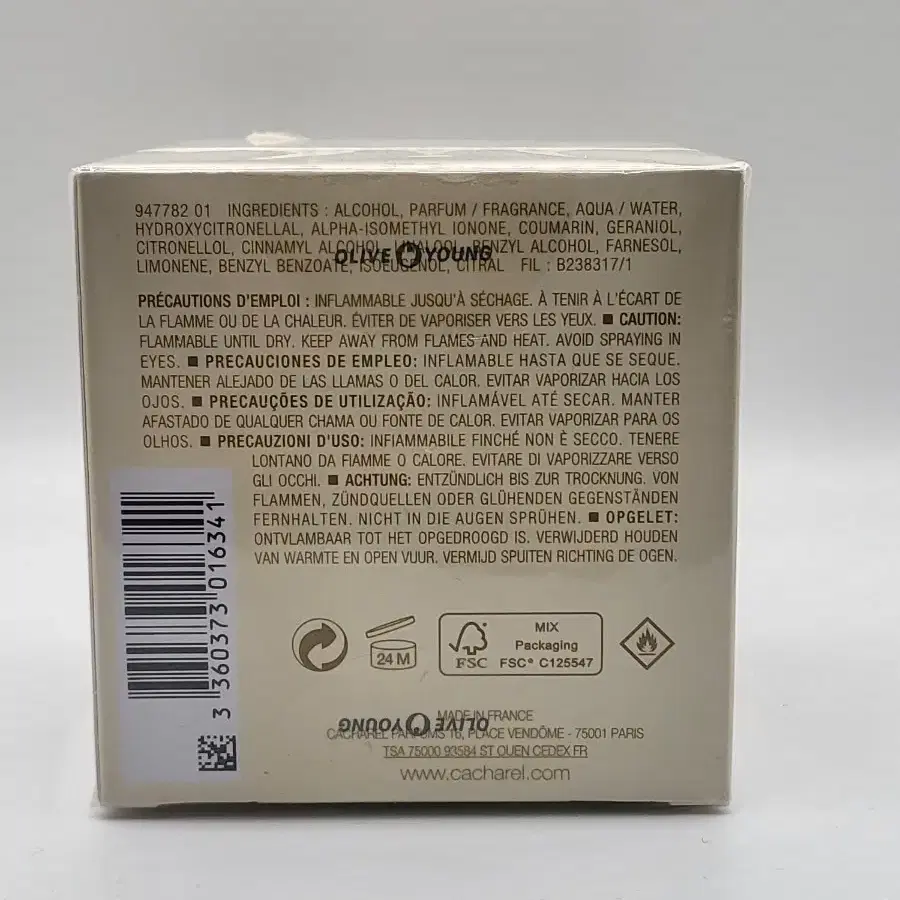 947782 01 INGREDIENTS : ALCOHOL, PARFUM / FRAGRANCE, AQUA / WATER,
HYDROXYCITRONELLAL, ALPHA-ISOMETHYL IONONE, COUMARIN, GERANIOL,
CITRONELLOL, CINNAMYL ALCOHOL, LINALOOL, BENZYL ALCOHOL, FARNESOL,
OLIVE YOUNG
LIMONENE, BENZYL BENZOATE, ISOEUGENOL, CITRAL FIL : B238317/1
PRÉCAUTIONS D'EMPLOI : INFLAMMABLE JUSQU'À SÉCHAGE. À TENIR À L'ÉCART DE
LA FLAMME OU DE LA CHALEUR. ÉVITER DE VAPORISER VERS LES YEUX. ■ CAUTION:
FLAMMABLE UNTIL DRY. KEEP AWAY FROM FLAMES AND HEAT. AVOID SPRAYING IN
EYES. ■ PRECAUCIONES DE EMPLEO: INFLAMABLE HASTA QUE SE SEQUE.
MANTENER ALEJADO DE LAS LLAMAS O DEL CALOR. EVITAR VAPORIZAR HACIA LOS
OJOS. ■ PRECAUÇÕES DE UTILIZAÇÃO: INFLAMÁVEL ATÉ SECAR. MANTER
AFASTADO DE QUALQUER CHAMA OU FONTE DE CALOR. EVITAR VAPORIZAR PARA OS
OLHOS. ■ PRECAUZIONI D'USO: INFIAMMABILE FINCHÉ NON È SECCO. TENERE
LONTANO DA FIAMME O CALORE. EVITARE DI VAPORIZZARE VERSO
GLI OCCHI. ■ ACHTUNG: ENTZÜNDLICH BIS ZUR TROCKNUNG. VON
FLAMMEN, ZÜNDQUELLEN ODER GLÜHENDEN GEGENSTÄNDEN
FERNHALTEN. NICHT IN DIE AUGEN SPRÜHEN. ■ OPGELET:
ONTVLAMBAAR TOT HET OPGEDROOGD IS. VERWIJDERD HOUDEN
VAN WARMTE EN OPEN VUUR. VERMIJD SPUITEN RICHTING DE OGEN.
3 360373 016341
24 M
FSC
MIX
Packaging
FSC® C125547
OLIVE YOUNG
MADE IN FRANCE
CACHAREL PARFUMS 16, PLACE VENDÔME - 75001 PARIS
TSA 75000 93584 ST OUEN CEDEX FR
www.cacharel.com